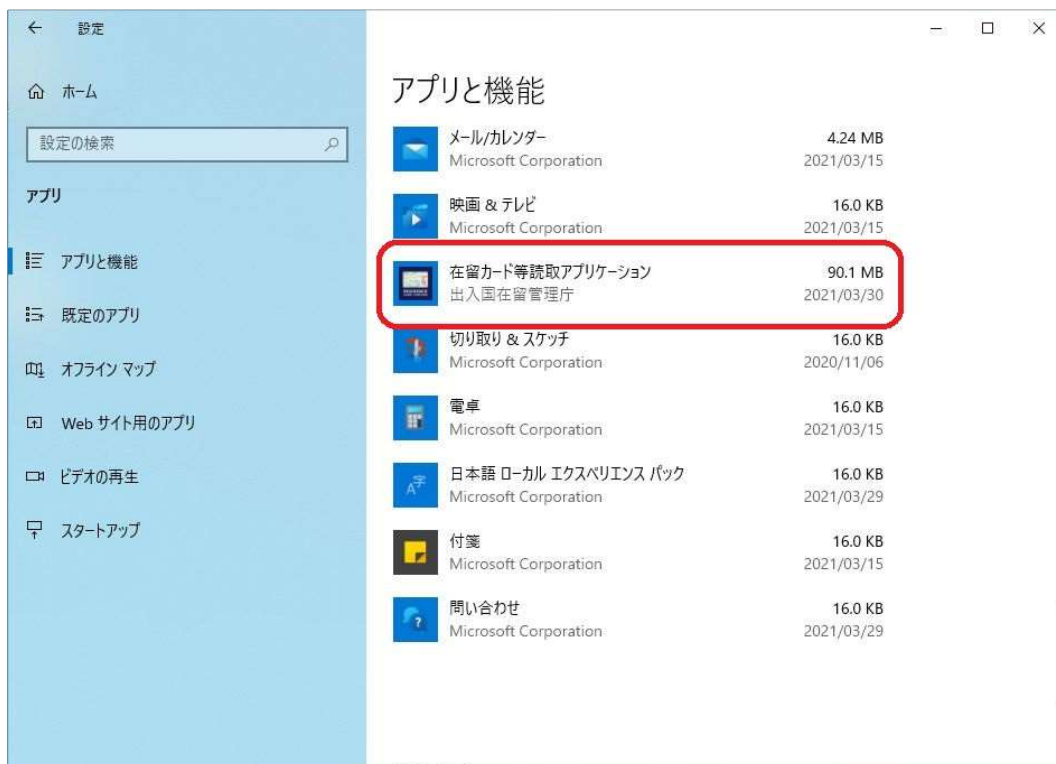 設定
ホーム
設定の検索
アプリ
アプリと機能
既定のアプリ
オフライン マップ
Web サイト用のアプリ
ビデオの再生
スタートアップ
アプリと機能
メール/カレンダー 4.24 MB
Microsoft Corporation 2021/03/15
映画 & テレビ 16.0 KB
Microsoft Corporation 2021/03/15
在留カード等読取アプリケーション 90.1 MB
出入国在留管理庁 2021/03/30
切り取り & スケッチ 16.0 KB
Microsoft Corporation 2020/11/06
電卓 16.0 KB
Microsoft Corporation 2021/03/15
日本語 ローカル エクスペリエンス パック 16.0 KB
Microsoft Corporation 2021/03/29
付箋 16.0 KB
Microsoft Corporation 2021/03/15
問い合わせ 16.0 KB
Microsoft Corporation 2021/03/29